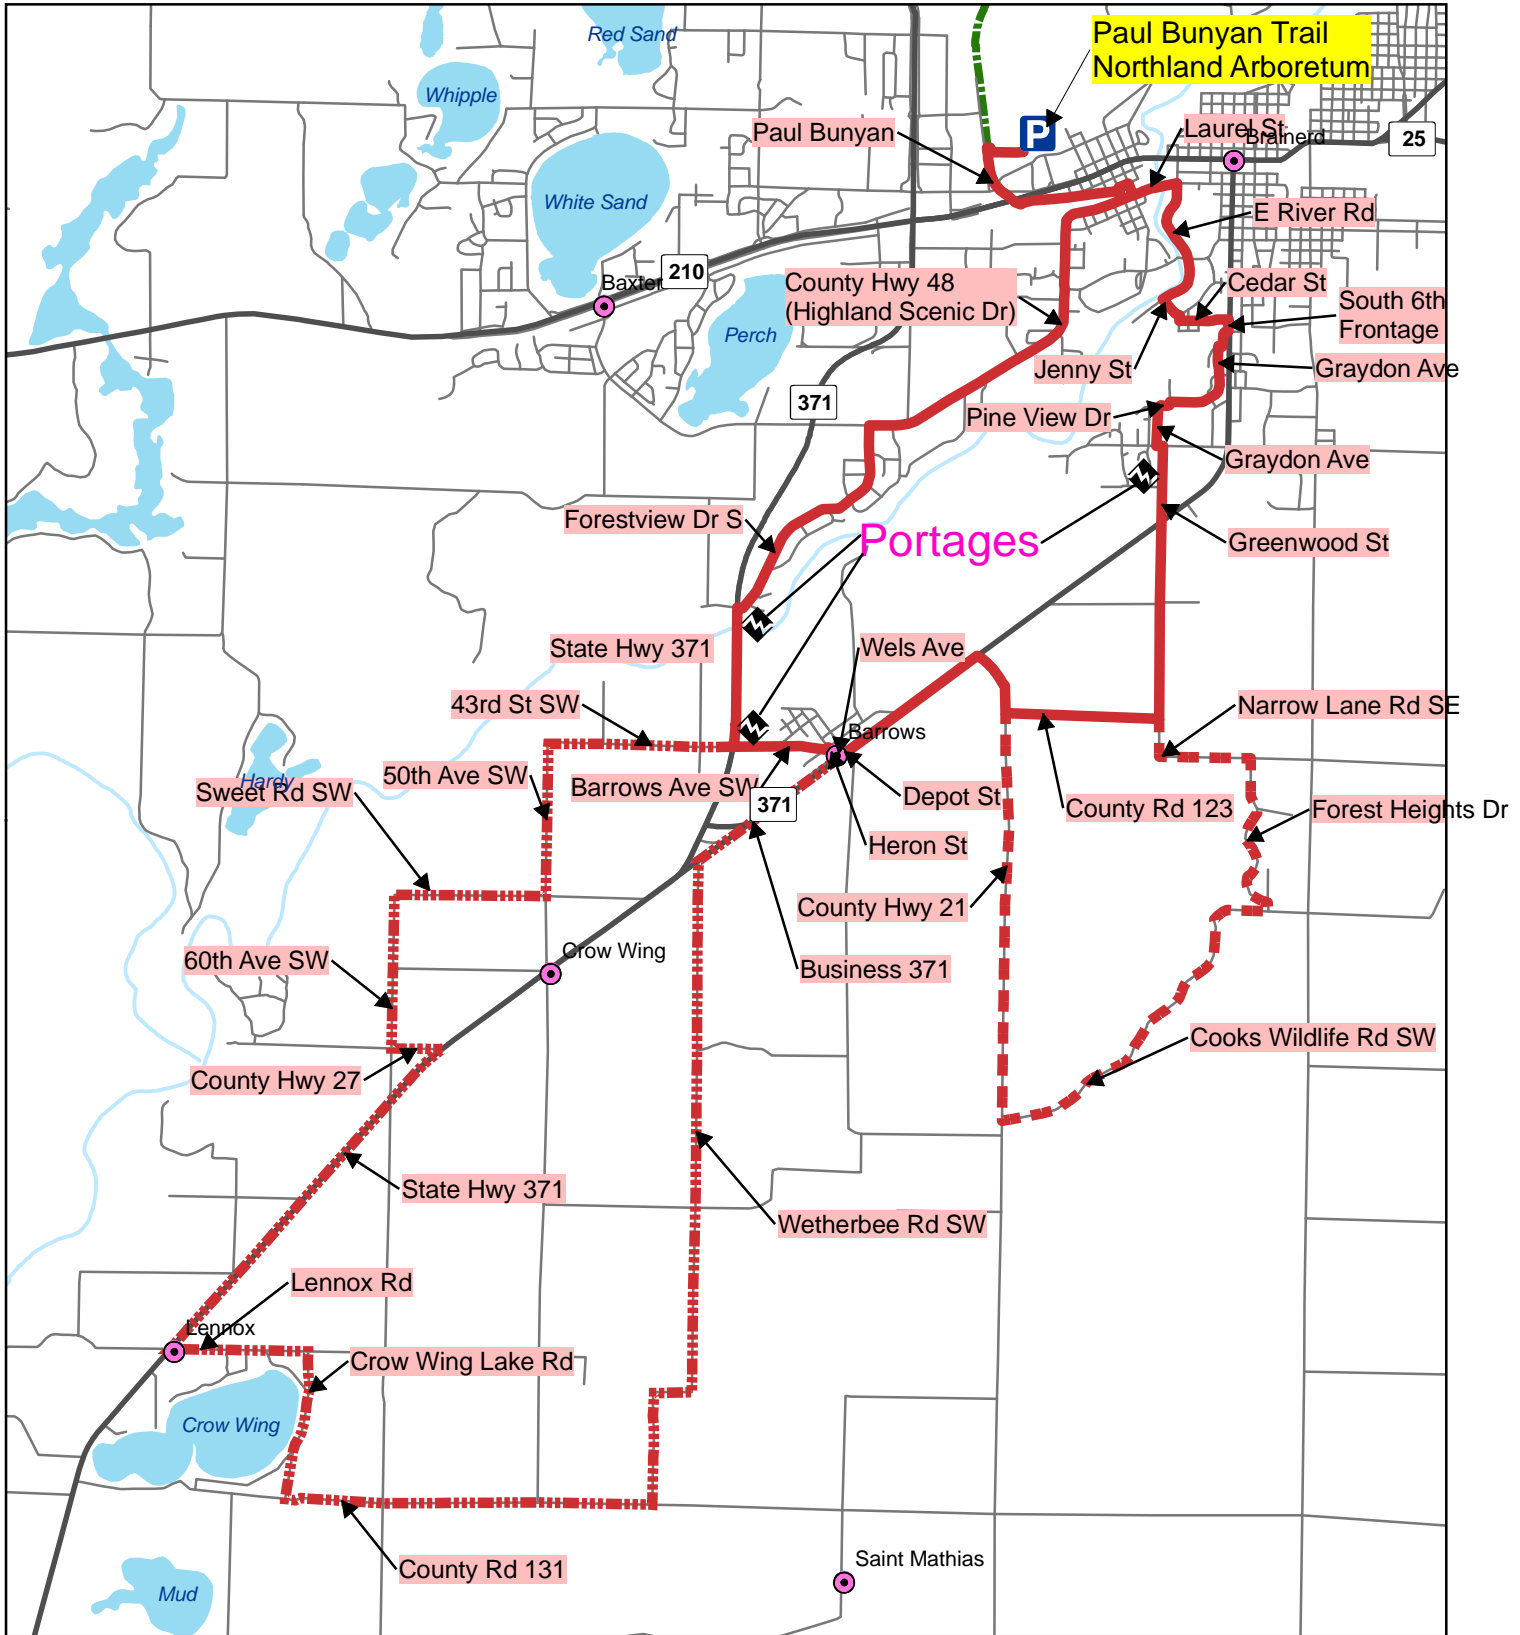 Red Sand
Paul Bunyan Trail
Northland Arboretum
Whipple
Paul Bunyan
Laurel St
Brainerd
25
White Sand
E River Rd
210
Baxter
County Hwy 48
(Highland Scenic Dr)
Cedar St
South 6th
Frontage
Perch
Jenny St
Graydon Ave
371
Pine View Dr
Graydon Ave
Forestview Dr S
Portages
Greenwood St
State Hwy 371
Wels Ave
43rd St SW
Narrow Lane Rd SE
Barrows
Hardy
50th Ave SW
Sweet Rd SW
Barrows Ave SW
371
Depot St
County Rd 123
Forest Heights Dr
Heron St
County Hwy 21
60th Ave SW
Crow Wing
Business 371
Cooks Wildlife Rd SW
County Hwy 27
State Hwy 371
Wetherbee Rd SW
Lennox Rd
Lennox
Crow Wing Lake Rd
Crow Wing
County Rd 131
Saint Mathias
Mud
P